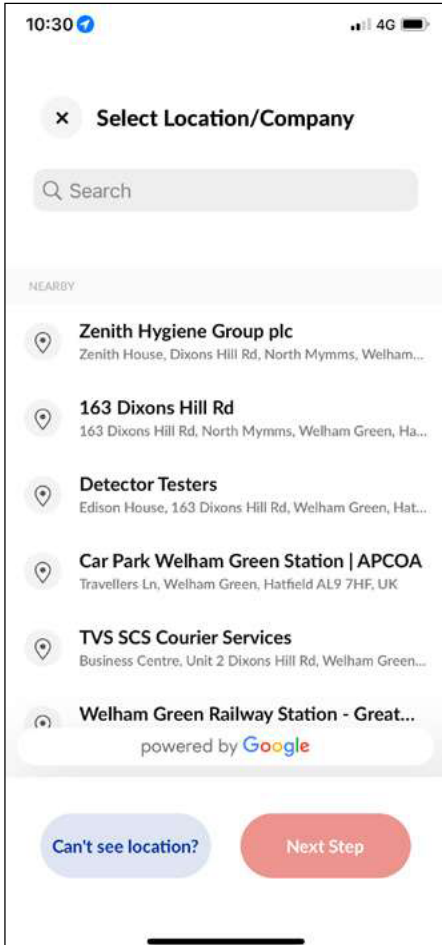 10:30
4G
× Select Location/Company
Search
NEARBY
Zenith Hygiene Group plc
Zenith House, Dixons Hill Rd, North Mymms, Welham...
163 Dixons Hill Rd
163 Dixons Hill Rd, North Mymms, Welham Green, Ha...
Detector Testers
Edison House, 163 Dixons Hill Rd, Welham Green, Hat...
Car Park Welham Green Station | APCOA
Travellers Ln, Welham Green, Hatfield AL9 7HF, UK
TVS SCS Courier Services
Business Centre, Unit 2 Dixons Hill Rd, Welham Green...
Welham Green Railway Station - Great...
powered by Google
Can't see location?
Next Step